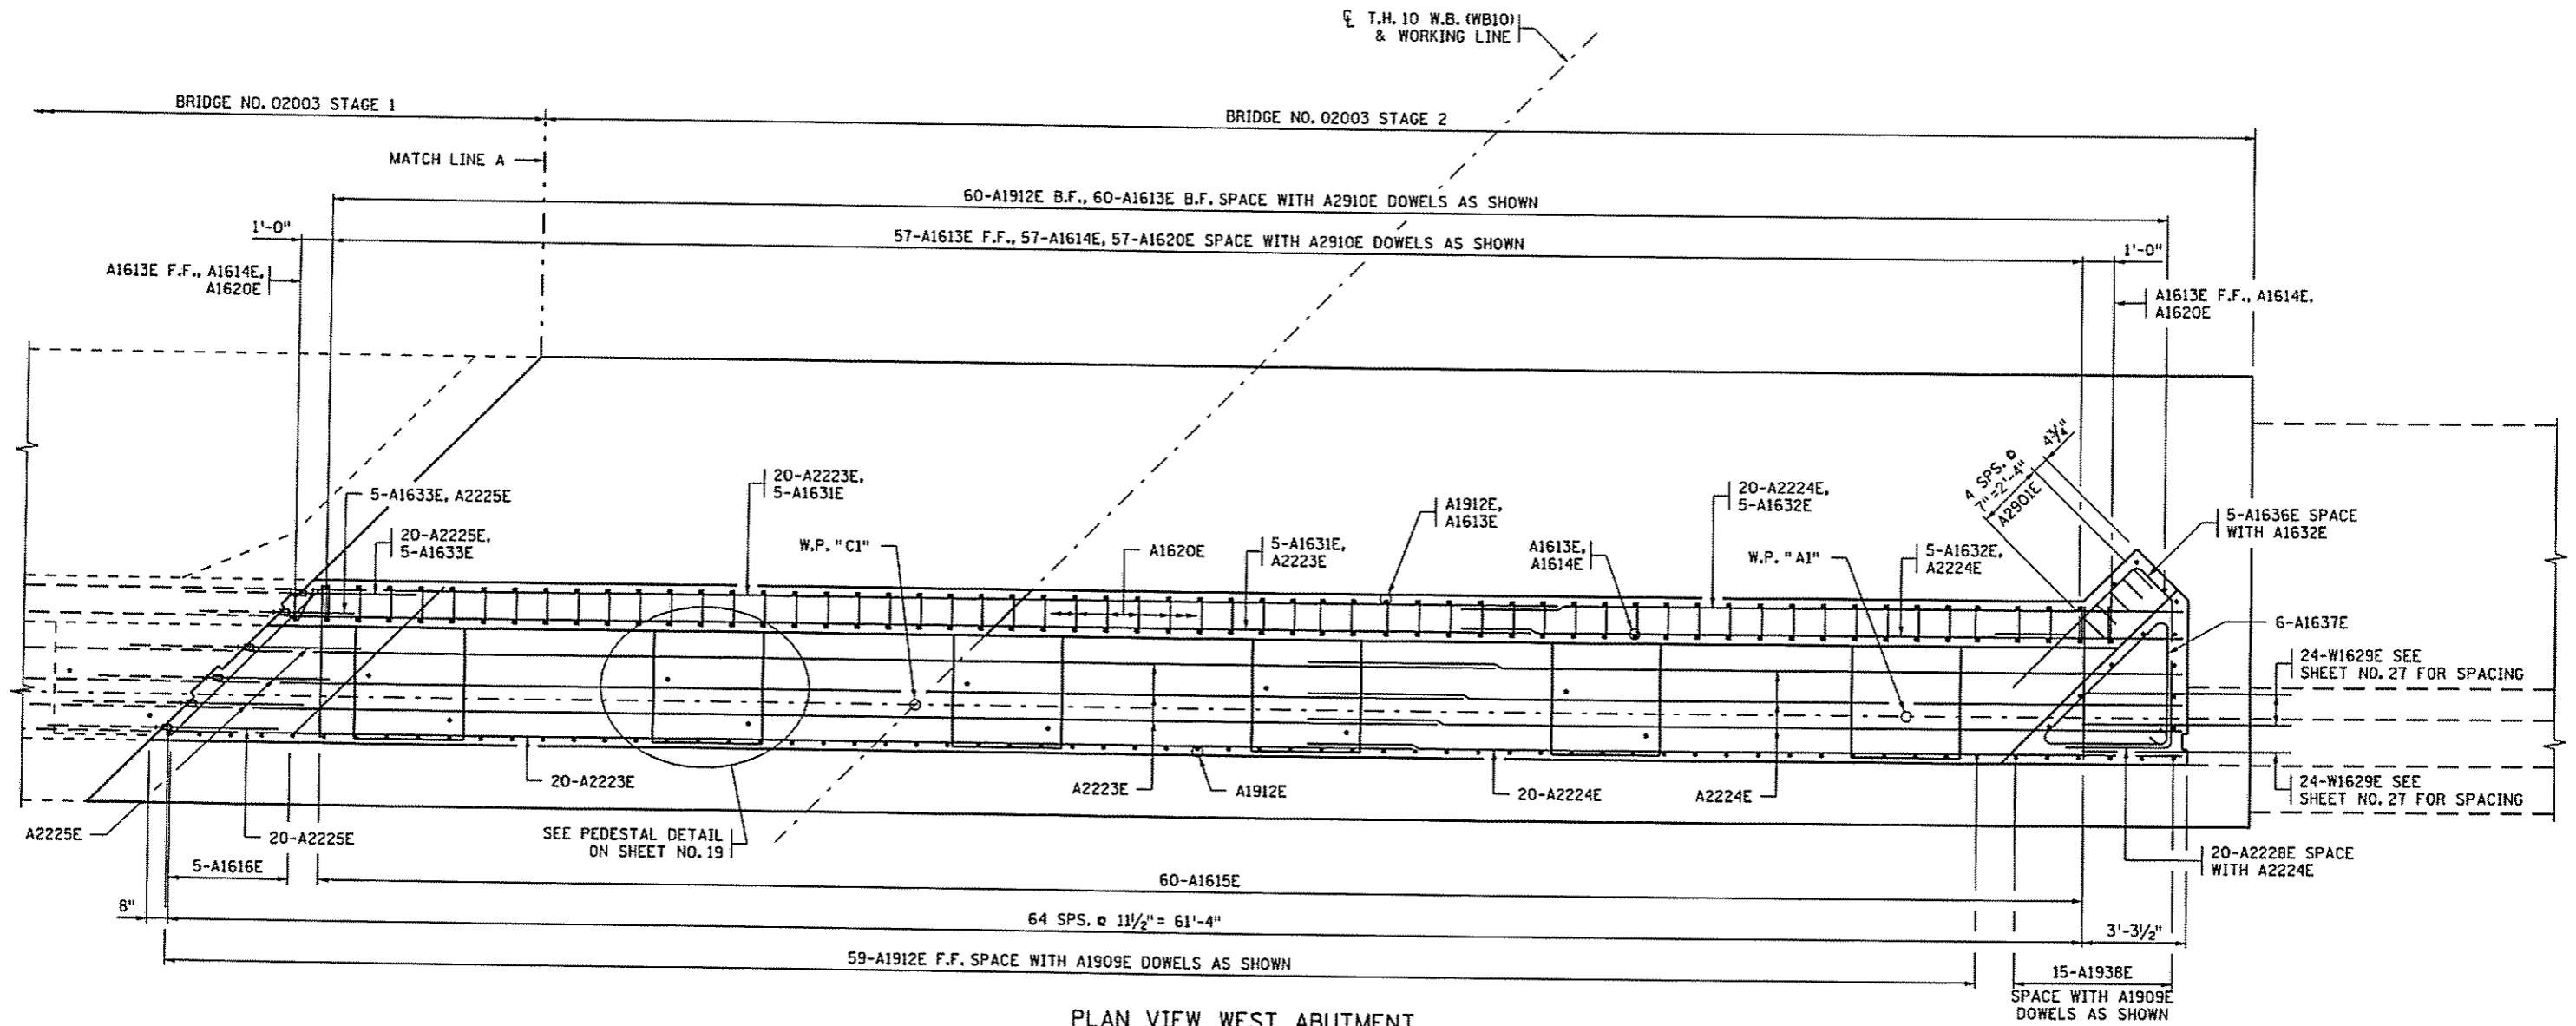 ℄ T.H. 10 W.B. (WB10)
& WORKING LINE
BRIDGE NO. 02003 STAGE 1
BRIDGE NO. 02003 STAGE 2
MATCH LINE A
60-A1912E B.F., 60-A1613E B.F. SPACE WITH A2910E DOWELS AS SHOWN
1'-0"
57-A1613E F.F., 57-A1614E, 57-A1620E SPACE WITH A2910E DOWELS AS SHOWN
1'-0"
A1613E F.F., A1614E,
A1620E
A1613E F.F., A1614E,
A1620E
4 SPS. @
7"=2'-4"
A2901E
4¾"
5-A1633E, A2225E
20-A2223E,
5-A1631E
20-A2225E,
5-A1633E
W.P. "C1"
A1620E
5-A1631E,
A2223E
A1912E,
A1613E
A1613E,
A1614E
20-A2224E,
5-A1632E
W.P. "A1"
5-A1632E,
A2224E
5-A1636E SPACE
WITH A1632E
6-A1637E
24-W1629E SEE
SHEET NO. 27 FOR SPACING
24-W1629E SEE
SHEET NO. 27 FOR SPACING
20-A2223E
A2223E
A1912E
20-A2224E
A2224E
A2225E
20-A2225E
SEE PEDESTAL DETAIL
ON SHEET NO. 19
20-A2228E SPACE
WITH A2224E
5-A1616E
60-A1615E
8"
64 SPS. @ 11½" = 61'-4"
3'-3½"
59-A1912E F.F. SPACE WITH A1909E DOWELS AS SHOWN
15-A1938E
SPACE WITH A1909E
DOWELS AS SHOWN
PLAN VIEW WEST ABUTMENT